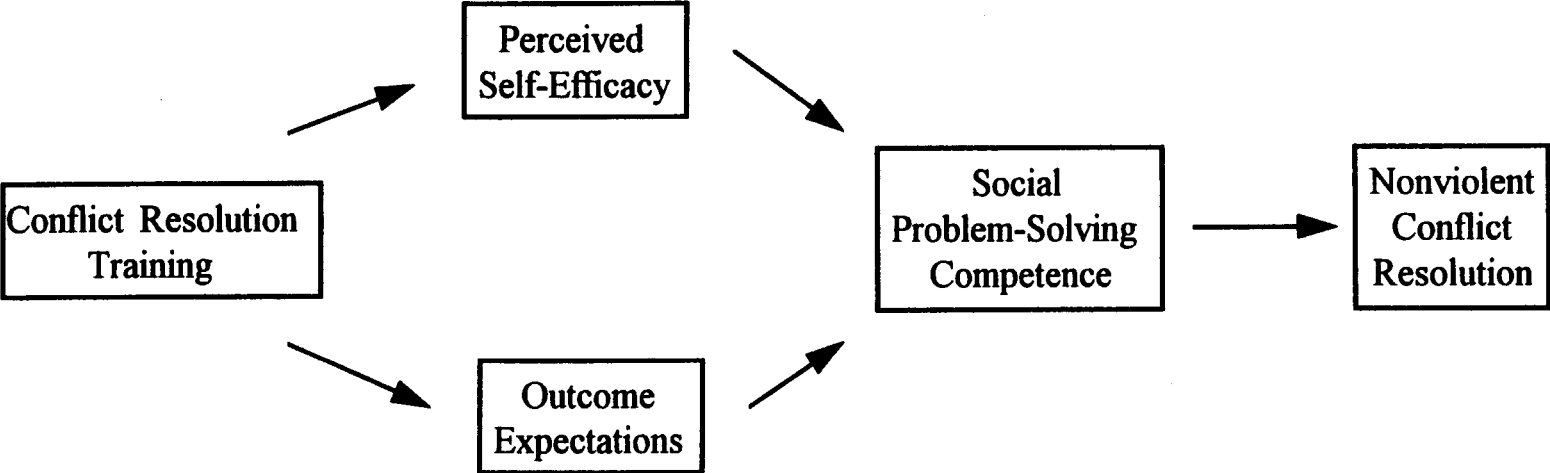 Perceived
Self-Efficacy
Conflict Resolution
Training
Social
Problem-Solving
Competence
Nonviolent
Conflict
Resolution
Outcome
Expectations